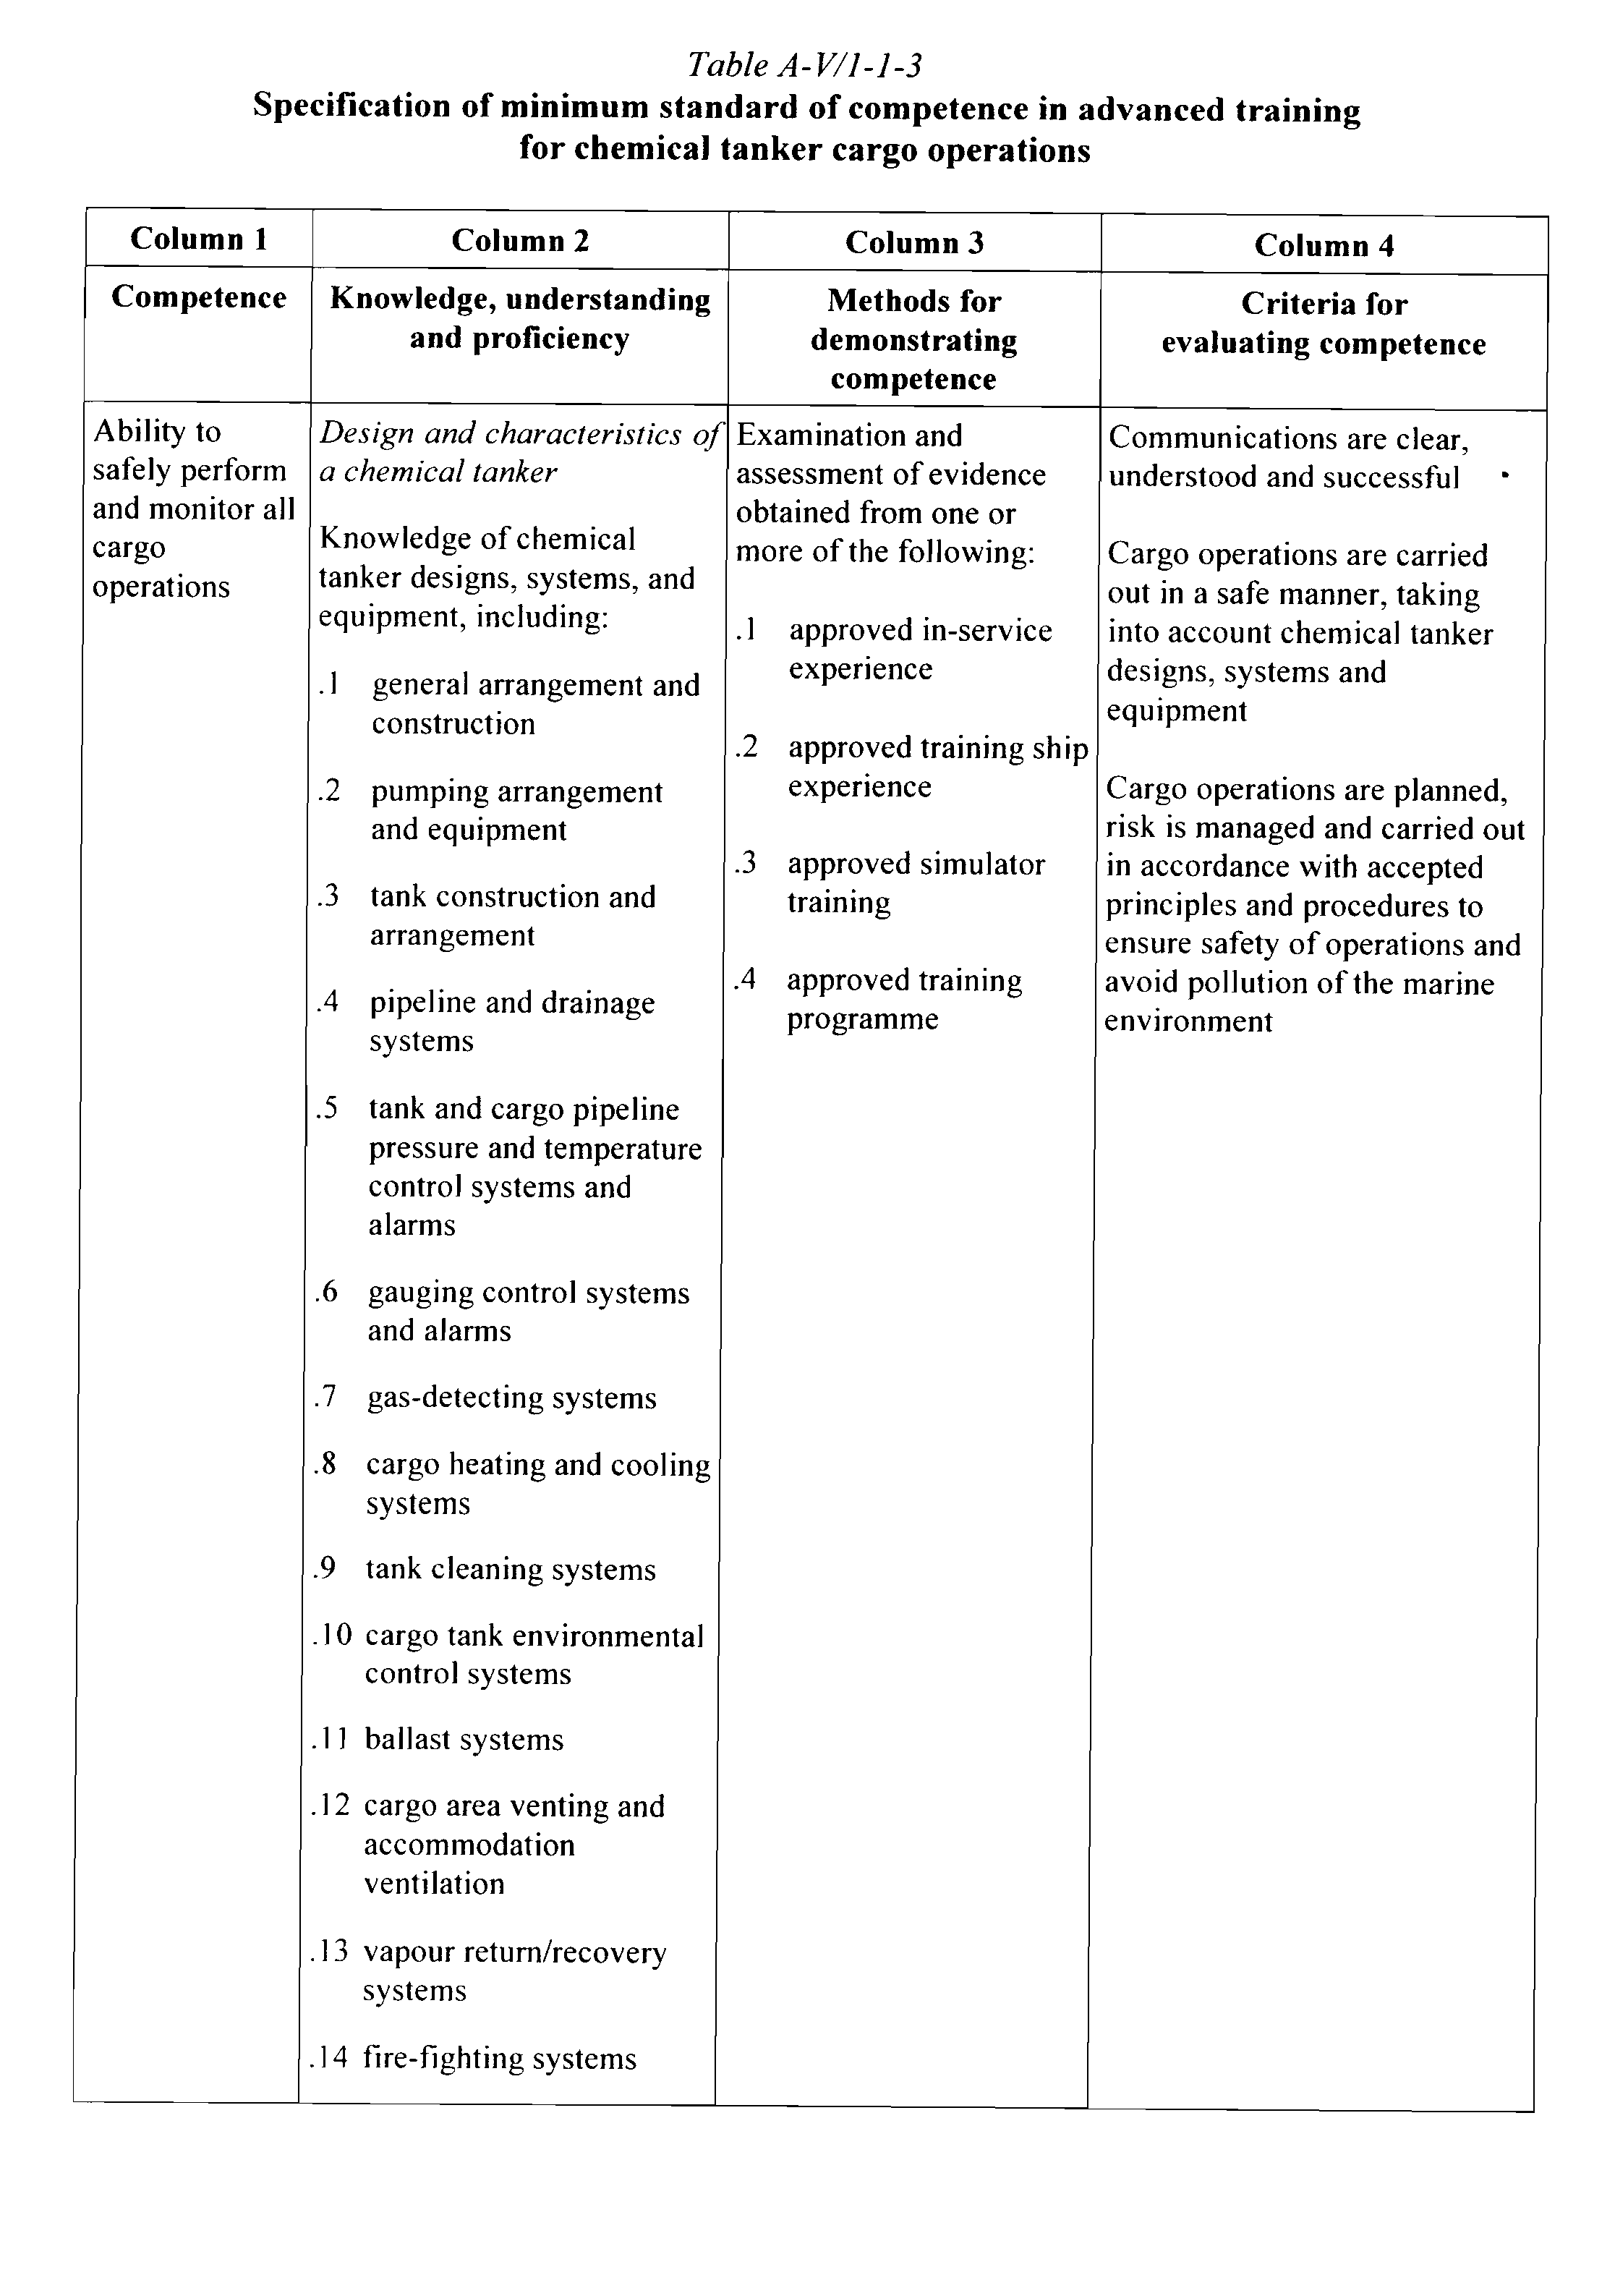 Table A-V/1-1-3
Specification of minimum standard of competence in advanced training
for chemical tanker cargo operations
Column 1
Column 2
Column 3
Column 4
Competence
Knowledge, understanding
and proficiency
Methods for
demonstrating
competence
Criteria for
evaluating competence
Ability to
safely perform
and monitor all
cargo
operations
Design and characteristics of
a chemical tanker
Knowledge of chemical
tanker designs, systems, and
equipment, including:
.1 general arrangement and
construction
.2 pumping arrangement
and equipment
.3 tank construction and
arrangement
.4 pipeline and drainage
systems
.5 tank and cargo pipeline
pressure and temperature
control systems and
alarms
.6 gauging control systems
and alarms
.7 gas-detecting systems
.8 cargo heating and cooling
systems
.9 tank cleaning systems
.10 cargo tank environmental
control systems
.11 ballast systems
.12 cargo area venting and
accommodation
ventilation
.13 vapour return/recovery
systems
.14 fire-fighting systems
Examination and
assessment of evidence
obtained from one or
more of the following:
.1 approved in-service
experience
.2 approved training ship
experience
.3 approved simulator
training
.4 approved training
programme
Communications are clear,
understood and successful
Cargo operations are carried
out in a safe manner, taking
into account chemical tanker
designs, systems and
equipment
Cargo operations are planned,
risk is managed and carried out
in accordance with accepted
principles and procedures to
ensure safety of operations and
avoid pollution of the marine
environment